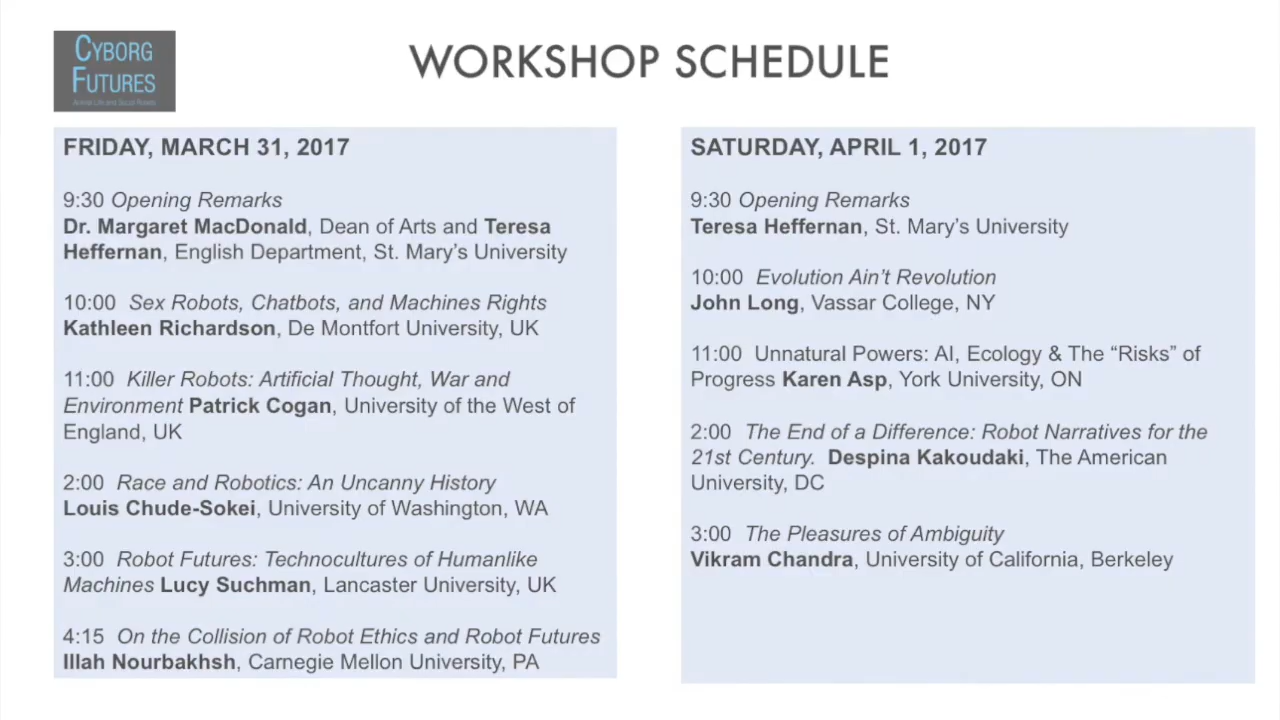 CYBORG
FUTURES
Animal Life and Social Robots
WORKSHOP SCHEDULE
FRIDAY, MARCH 31, 2017
9:30 Opening Remarks
Dr. Margaret MacDonald, Dean of Arts and Teresa
Heffernan, English Department, St. Mary's University
10:00 Sex Robots, Chatbots, and Machines Rights
Kathleen Richardson, De Montfort University, UK
11:00 Killer Robots: Artificial Thought, War and
Environment Patrick Cogan, University of the West of
England, UK
2:00 Race and Robotics: An Uncanny History
Louis Chude-Sokei, University of Washington, WA
3:00 Robot Futures: Technocultures of Humanlike
Machines Lucy Suchman, Lancaster University, UK
4:15 On the Collision of Robot Ethics and Robot Futures
Illah Nourbakhsh, Carnegie Mellon University, PA
SATURDAY, APRIL 1, 2017
9:30 Opening Remarks
Teresa Heffernan, St. Mary's University
10:00 Evolution Ain't Revolution
John Long, Vassar College, NY
11:00 Unnatural Powers: AI, Ecology & The “Risks” of
Progress Karen Asp, York University, ON
2:00 The End of a Difference: Robot Narratives for the
21st Century. Despina Kakoudaki, The American
University, DC
3:00 The Pleasures of Ambiguity
Vikram Chandra, University of California, Berkeley